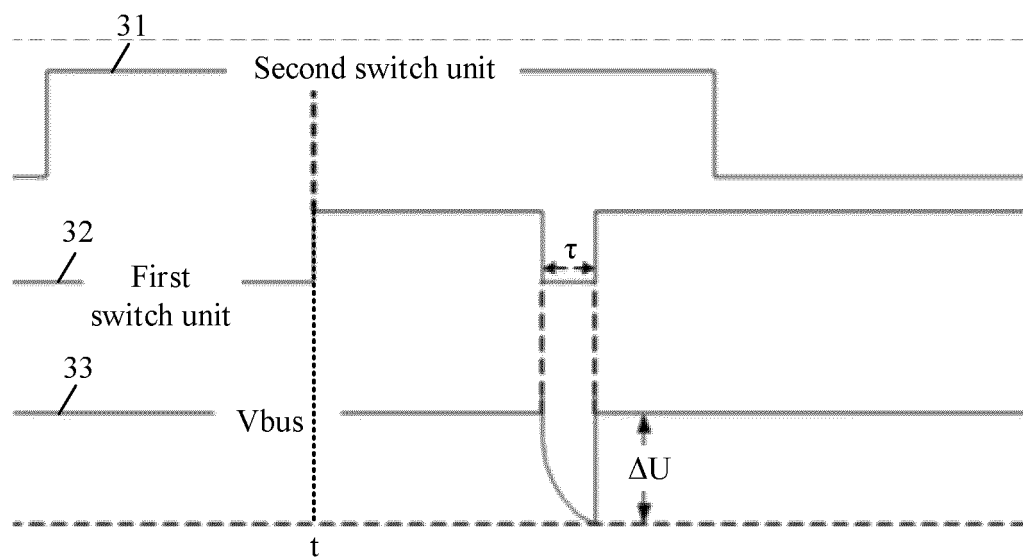 31
Second switch unit
32
τ
First
switch unit
33
Vbus
ΔU
t